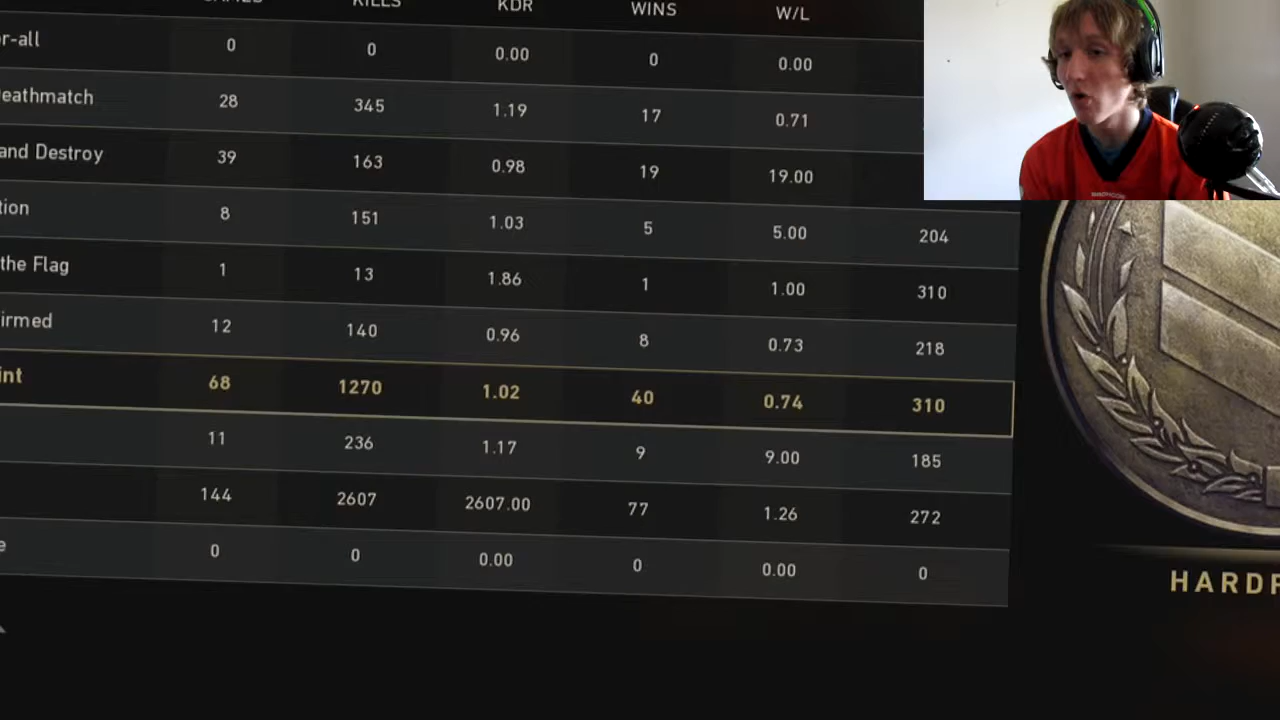 GAMES KILLS KDR WINS W/L
r-all 0 0 0.00 0 0.00
eathmatch 28 345 1.19 17 0.71
and Destroy 39 163 0.98 19 19.00
tion 8 151 1.03 5 5.00 204
the Flag 1 13 1.86 1 1.00 310
irmed 12 140 0.96 8 0.73 218
int 68 1270 1.02 40 0.74 310
11 236 1.17 9 9.00 185
144 2607 2607.00 77 1.26 272
e 0 0 0.00 0 0.00 0
HARDP